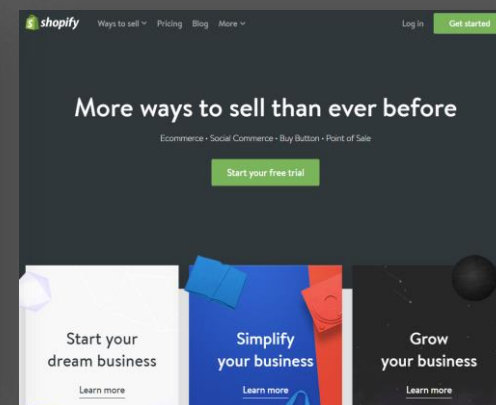 shopify Ways to sell Pricing Blog More Log in Get started
More ways to sell than ever before
Ecommerce • Social Commerce • Buy Button • Point of Sale
Start your free trial
Start your
dream business
Learn more
Simplify
your business
Learn more
Grow
your business
Learn more